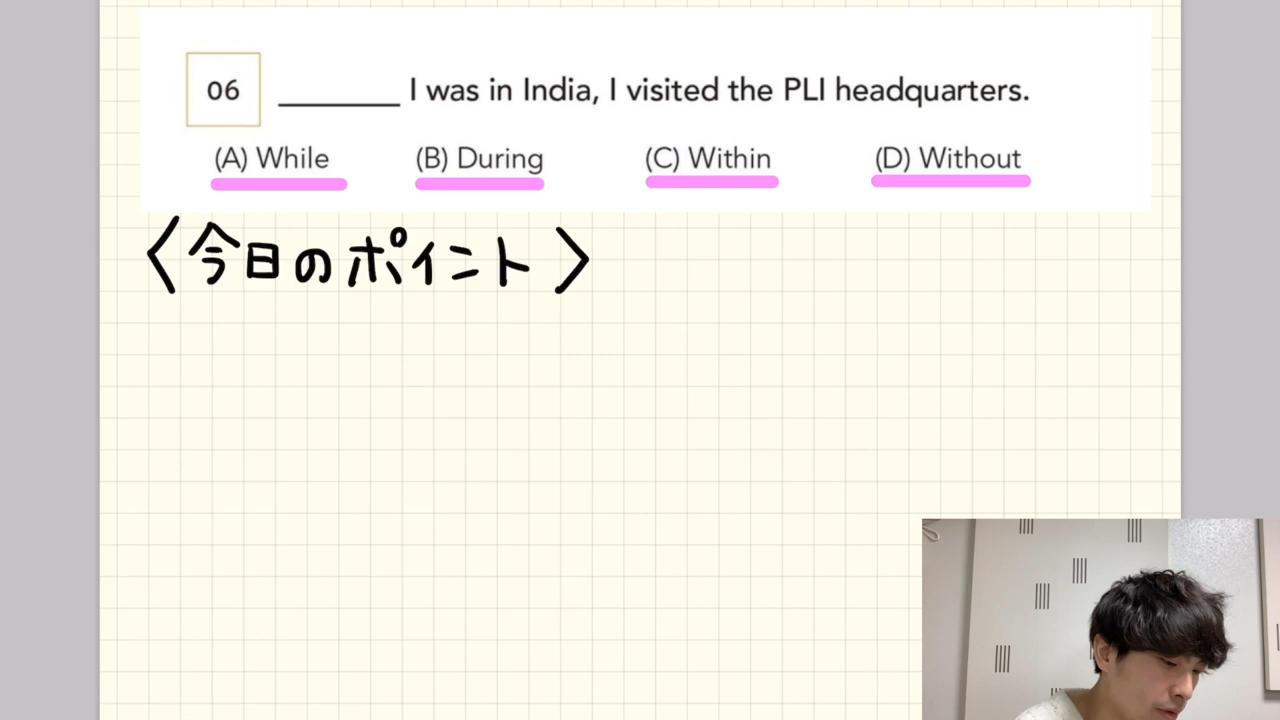 06 ________ I was in India, I visited the PLI headquarters.
(A) While (B) During (C) Within (D) Without
〈今日のポイント〉